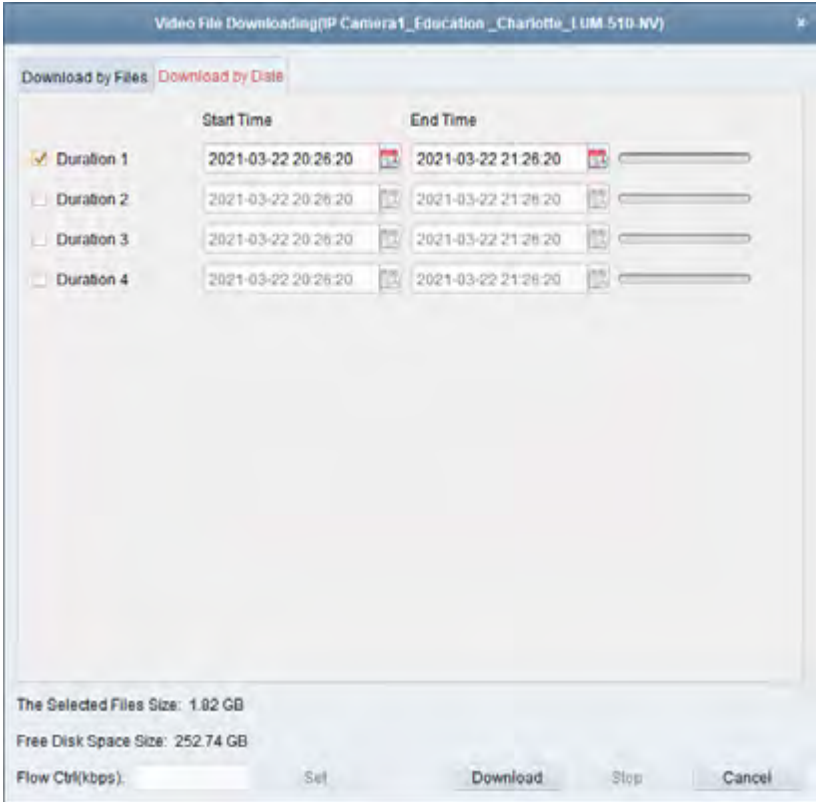 Video File Downloading(IP Camera1_Education _Charlotte_LUM-510-NV) ×
Download by Files Download by Date
Start Time End Time
Duration 1 2021-03-22 20:26:20 2021-03-22 21:26:20
Duration 2 2021-03-22 20:26:20 2021-03-22 21:26:20
Duration 3 2021-03-22 20:26:20 2021-03-22 21:26:20
Duration 4 2021-03-22 20:26:20 2021-03-22 21:26:20
The Selected Files Size: 1.82 GB
Free Disk Space Size: 252.74 GB
Flow Ctrl(kbps): Set Download Stop Cancel